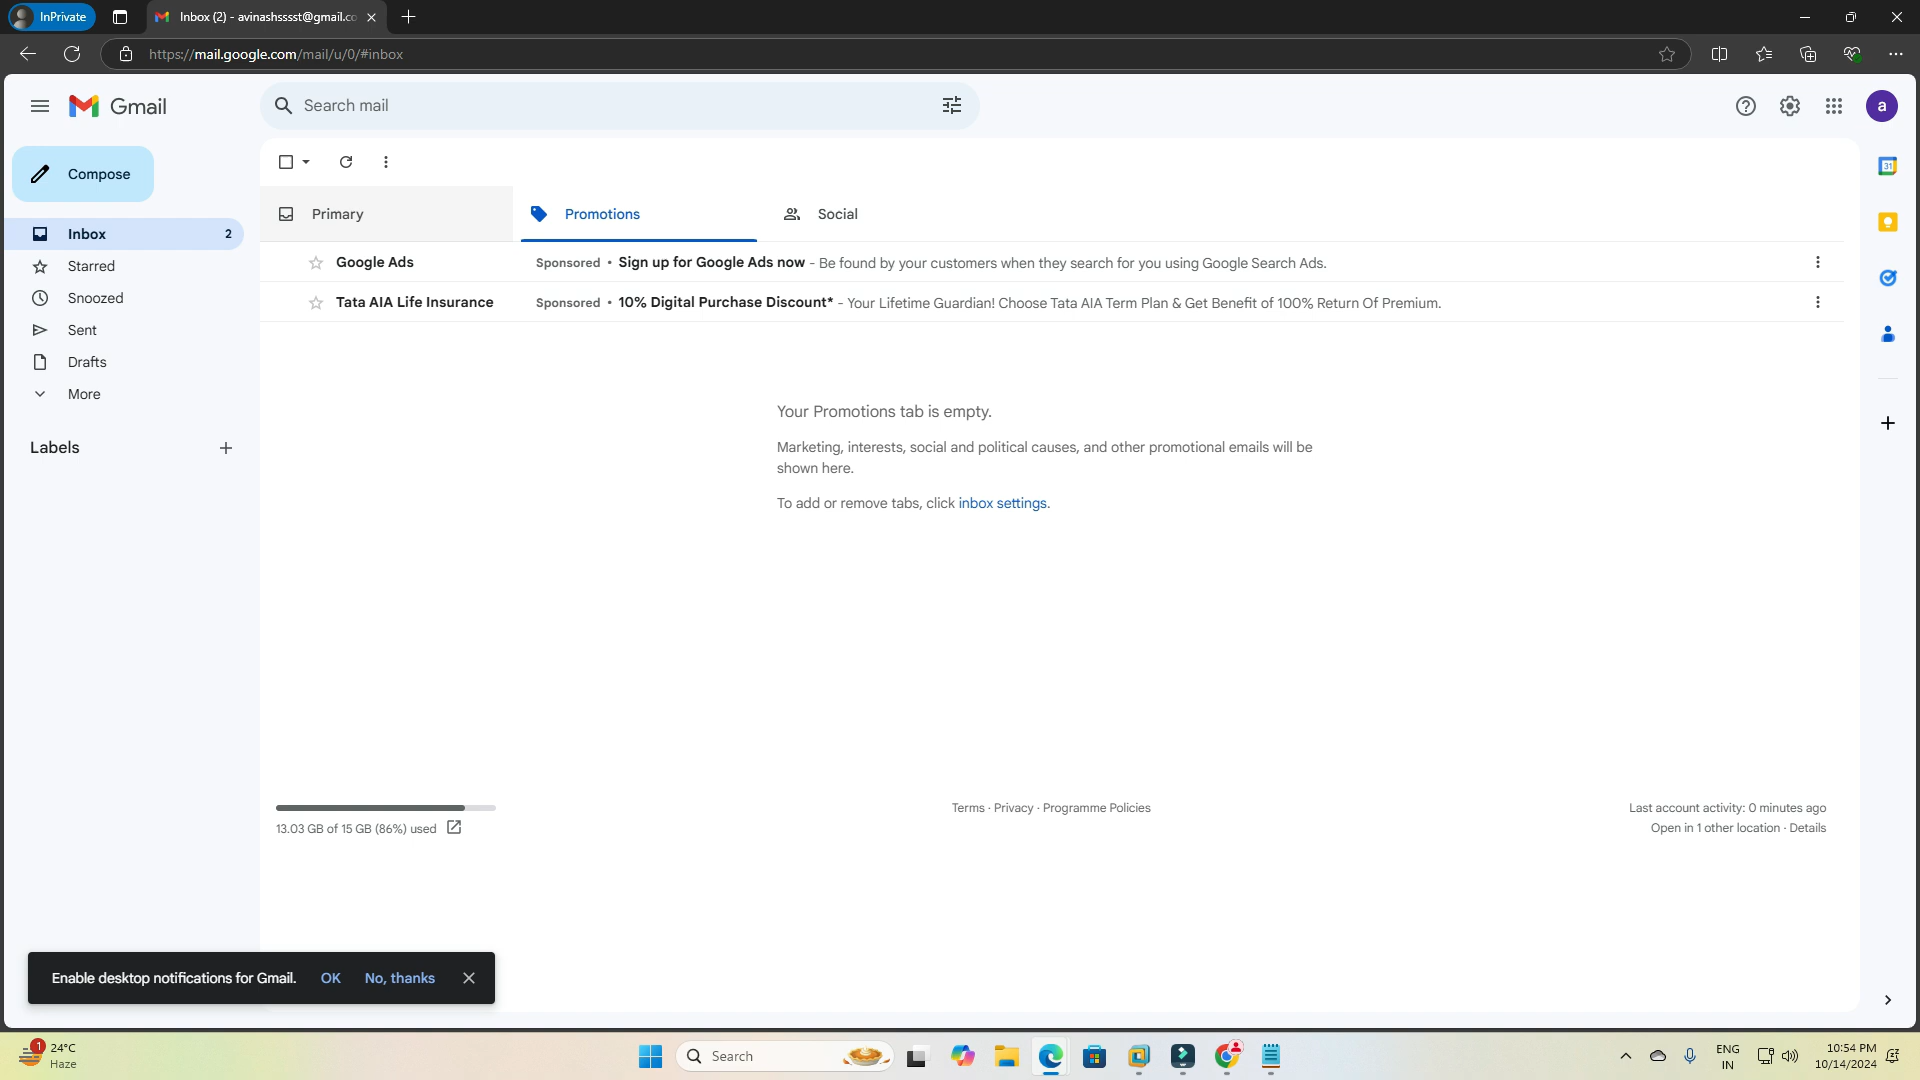 InPrivate
Inbox (2) - avinashsssst@gmail.co
https://mail.google.com/mail/u/0/#inbox
Gmail
Search mail
a
Compose
31
Primary
Promotions
Social
Inbox 2
Starred
Snoozed
Sent
Drafts
More
Labels
Google Ads Sponsored • Sign up for Google Ads now - Be found by your customers when they search for you using Google Search Ads.
Tata AIA Life Insurance Sponsored • 10% Digital Purchase Discount* - Your Lifetime Guardian! Choose Tata AIA Term Plan & Get Benefit of 100% Return Of Premium.
Your Promotions tab is empty.
Marketing, interests, social and political causes, and other promotional emails will be
shown here.
To add or remove tabs, click inbox settings.
13.03 GB of 15 GB (86%) used
Terms · Privacy · Programme Policies
Last account activity: 0 minutes ago
Open in 1 other location · Details
Enable desktop notifications for Gmail. OK No, thanks
1
24°C
Haze
Search
ENG
IN
10:54 PM
10/14/2024